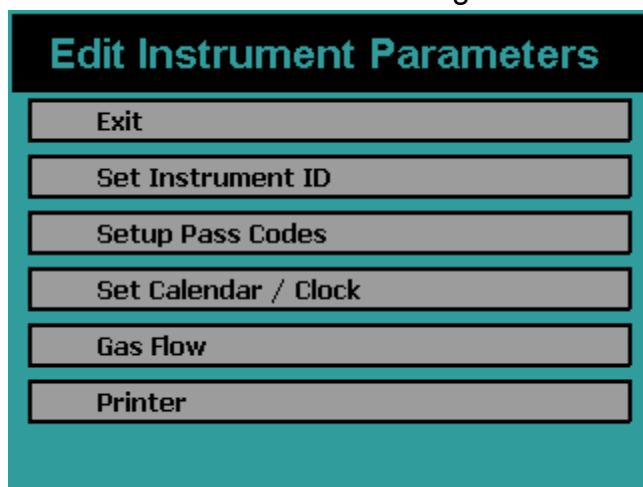 Edit Instrument Parameters
Exit
Set Instrument ID
Setup Pass Codes
Set Calendar / Clock
Gas Flow
Printer